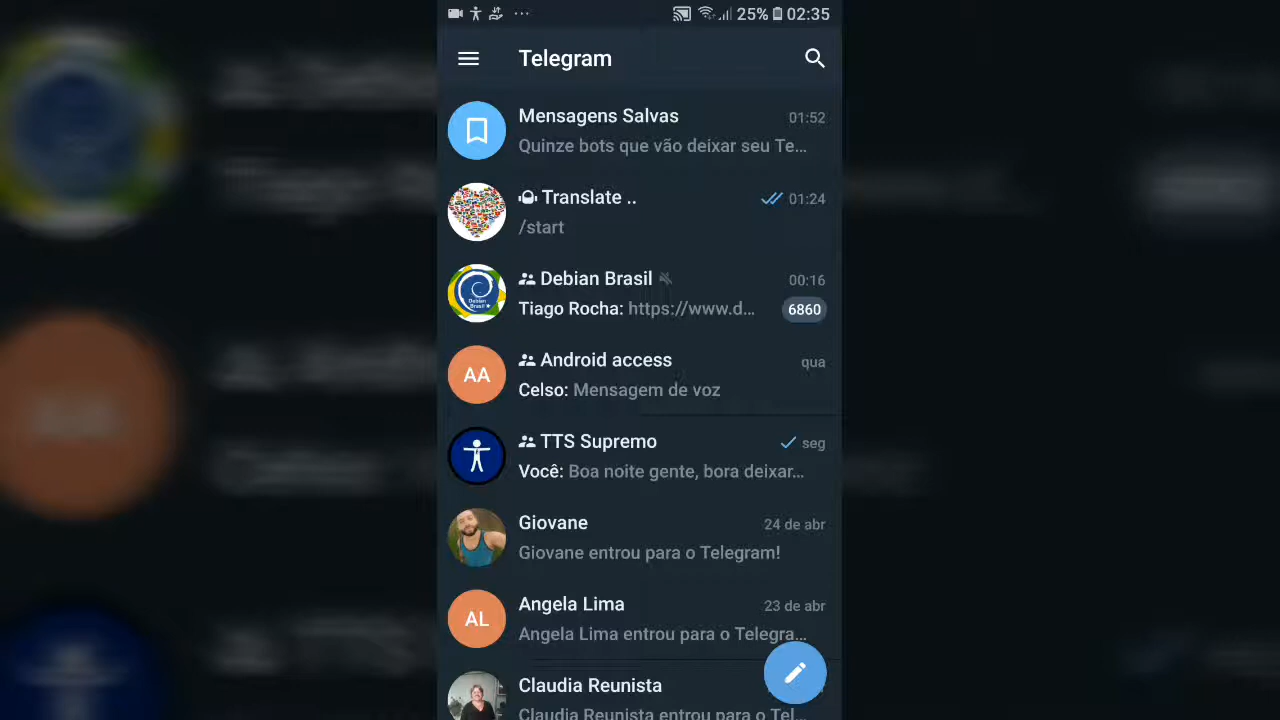 25% 02:35
Telegram
Mensagens Salvas 01:52
Quinze bots que vão deixar seu Te...
Translate .. 01:24
/start
Debian Brasil 00:16
Tiago Rocha: https://www.d... 6860
Debian
Brasil
AA Android access qua
Celso: Mensagem de voz
TTS Supremo seg
Você: Boa noite gente, bora deixar...
Giovane 24 de abr
Giovane entrou para o Telegram!
AL Angela Lima 23 de abr
Angela Lima entrou para o Telegra...
Claudia Reunista
Claudia Reunista entrou para o Tel...